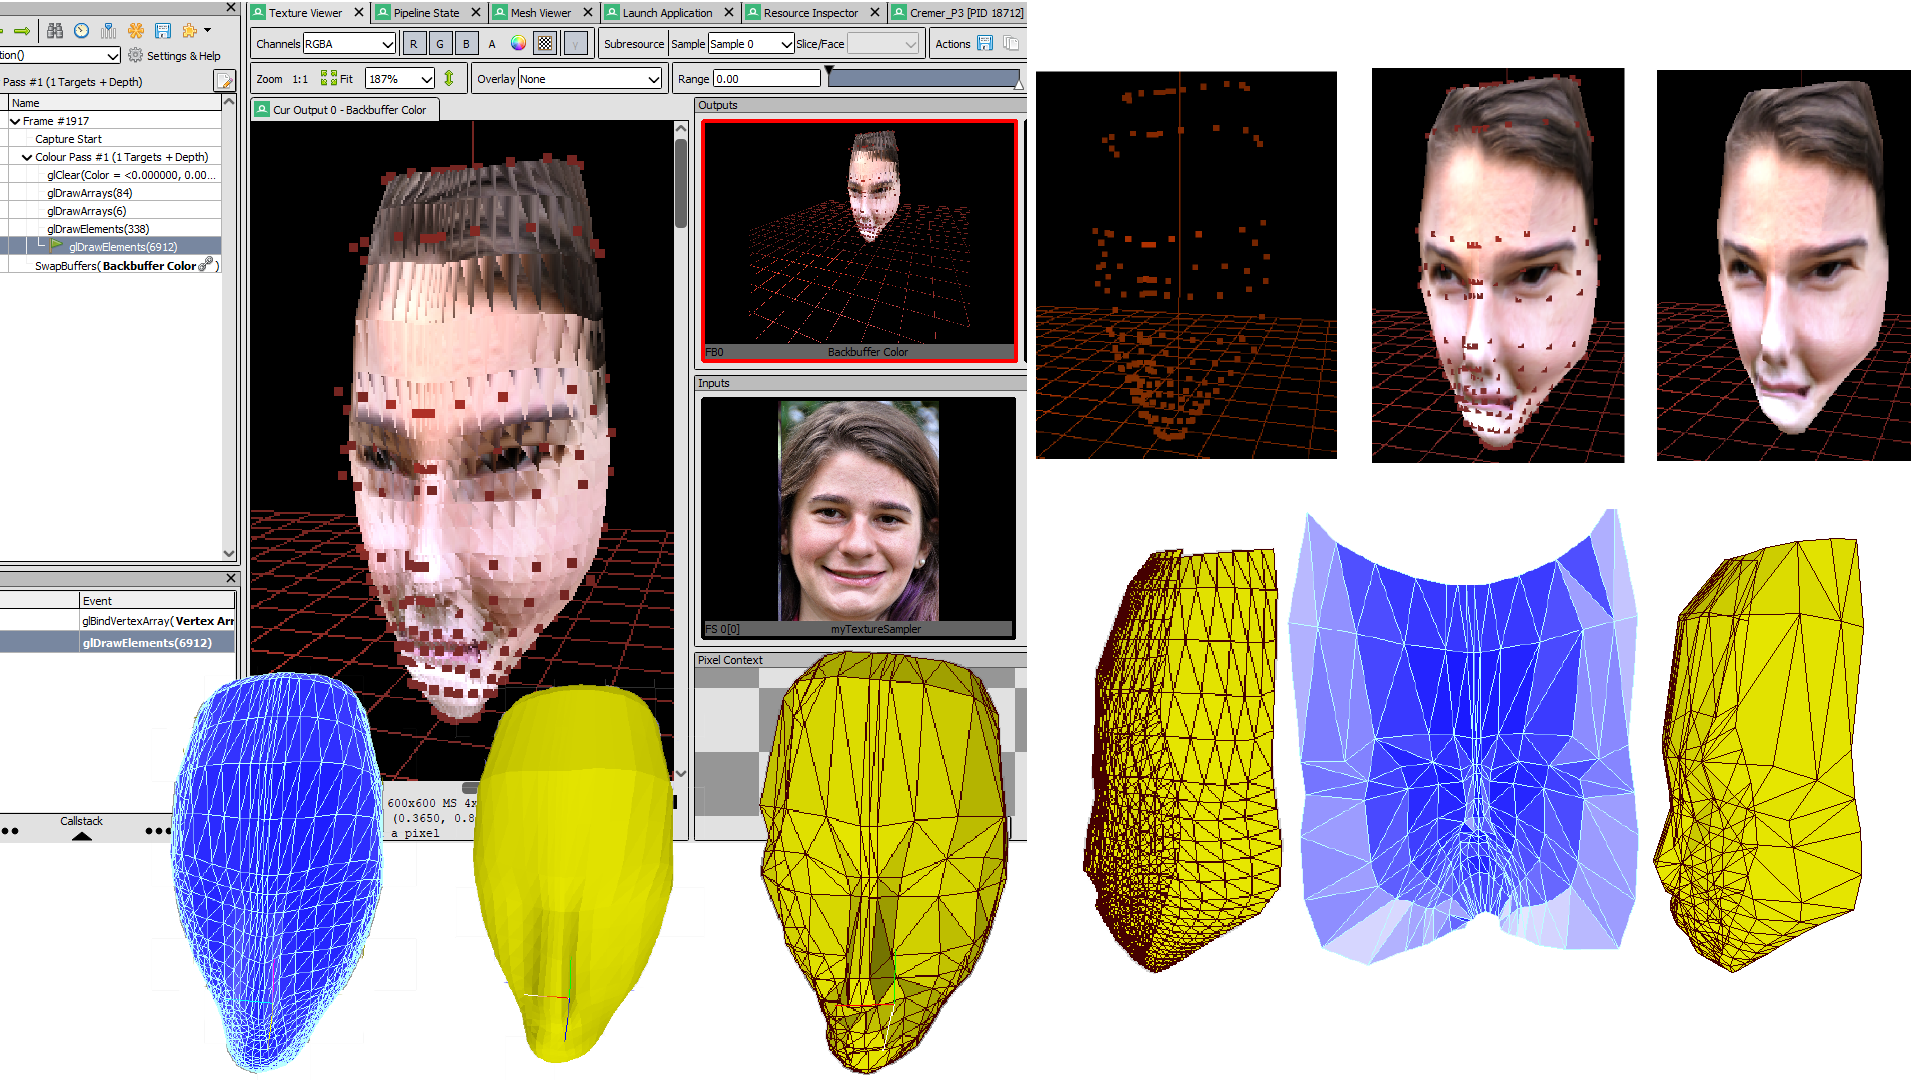 Texture Viewer
Pipeline State
Mesh Viewer
Launch Application
Resource Inspector
Cremer_P3 [PID 18712]
Channels RGBA R G B A γ Subresource Sample Sample 0 Slice/Face Actions
Zoom 1:1 Fit 187% Overlay None Range 0.00
tion()
Settings & Help
Pass #1 (1 Targets + Depth)
Name
Frame #1917
Capture Start
Colour Pass #1 (1 Targets + Depth)
glClear(Color = <0.000000, 0.00...
glDrawArrays(84)
glDrawArrays(6)
glDrawElements(338)
glDrawElements(6912)
SwapBuffers( Backbuffer Color )
Event
glBindVertexArray( Vertex Arr
glDrawElements(6912)
Callstack
Cur Output 0 - Backbuffer Color
600x600 MS 4x
(0.3650, 0.8
a pixel
Outputs
FB0 Backbuffer Color
Inputs
FS 0[0] myTextureSampler
Pixel Context